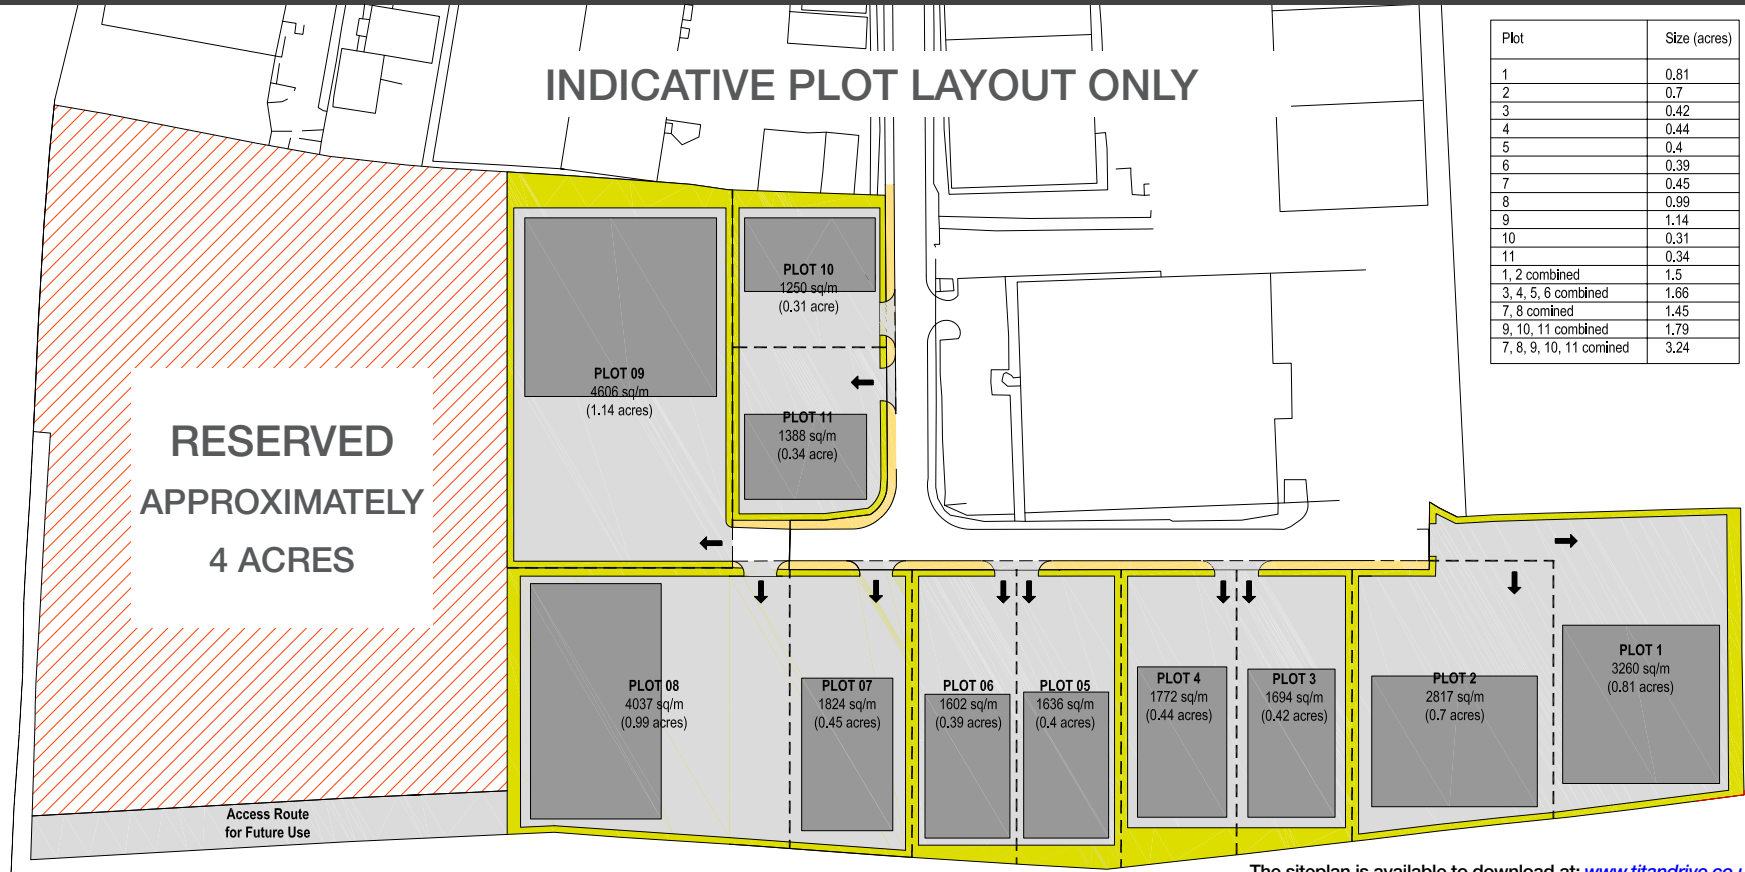 INDICATIVE PLOT LAYOUT ONLY
Plot Size (acres)
1 0.81
2 0.7
3 0.42
4 0.44
5 0.4
6 0.39
7 0.45
8 0.99
9 1.14
10 0.31
11 0.34
1, 2 combined 1.5
3, 4, 5, 6 combined 1.66
7, 8 comined 1.45
9, 10, 11 combined 1.79
7, 8, 9, 10, 11 comined 3.24
PLOT 10
1250 sq/m
(0.31 acre)
PLOT 09
4606 sq/m
(1.14 acres)
PLOT 11
1388 sq/m
(0.34 acre)
RESERVED
APPROXIMATELY
4 ACRES
PLOT 08
4037 sq/m
(0.99 acres)
PLOT 07
1824 sq/m
(0.45 acres)
PLOT 06
1602 sq/m
(0.39 acres)
PLOT 05
1636 sq/m
(0.4 acres)
PLOT 4
1772 sq/m
(0.44 acres)
PLOT 3
1694 sq/m
(0.42 acres)
PLOT 2
2817 sq/m
(0.7 acres)
PLOT 1
3260 sq/m
(0.81 acres)
Access Route
for Future Use
The siteplan is available to download at: